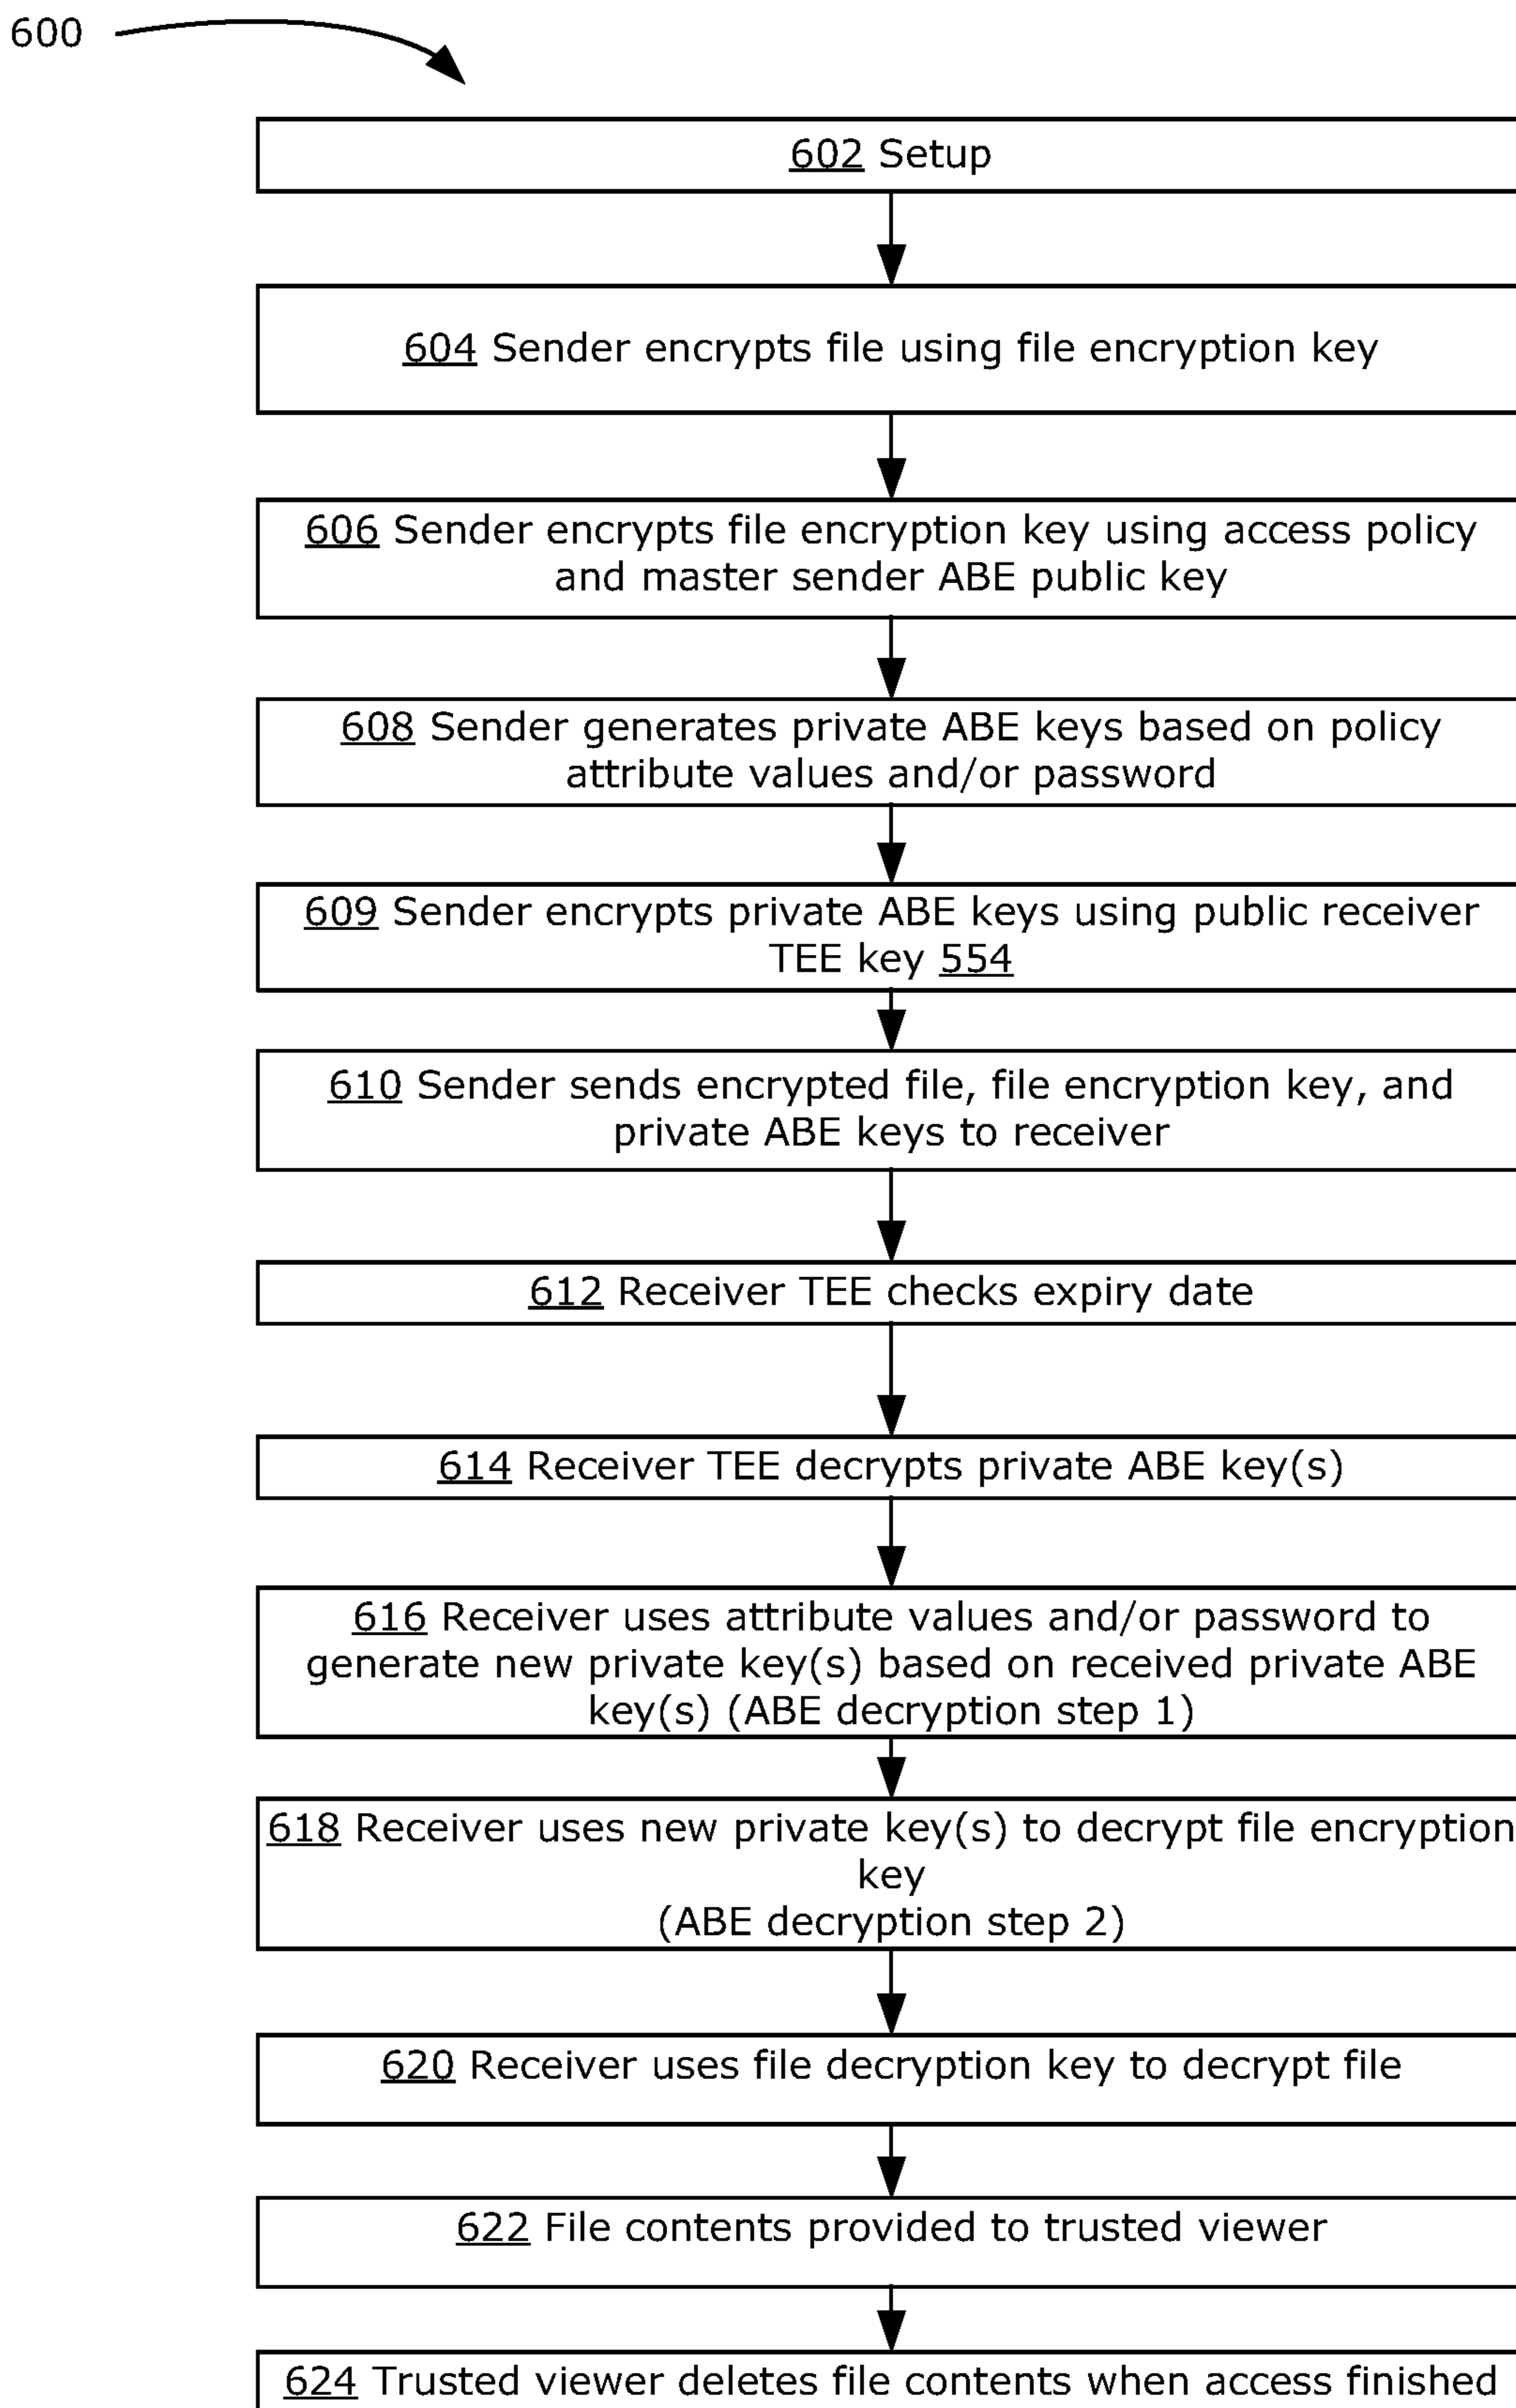 600
602 Setup
604 Sender encrypts file using file encryption key
606 Sender encrypts file encryption key using access policy
and master sender ABE public key
608 Sender generates private ABE keys based on policy
attribute values and/or password
609 Sender encrypts private ABE keys using public receiver
TEE key 554
610 Sender sends encrypted file, file encryption key, and
private ABE keys to receiver
612 Receiver TEE checks expiry date
614 Receiver TEE decrypts private ABE key(s)
616 Receiver uses attribute values and/or password to
generate new private key(s) based on received private ABE
key(s) (ABE decryption step 1)
618 Receiver uses new private key(s) to decrypt file encryption
key
(ABE decryption step 2)
620 Receiver uses file decryption key to decrypt file
622 File contents provided to trusted viewer
624 Trusted viewer deletes file contents when access finished